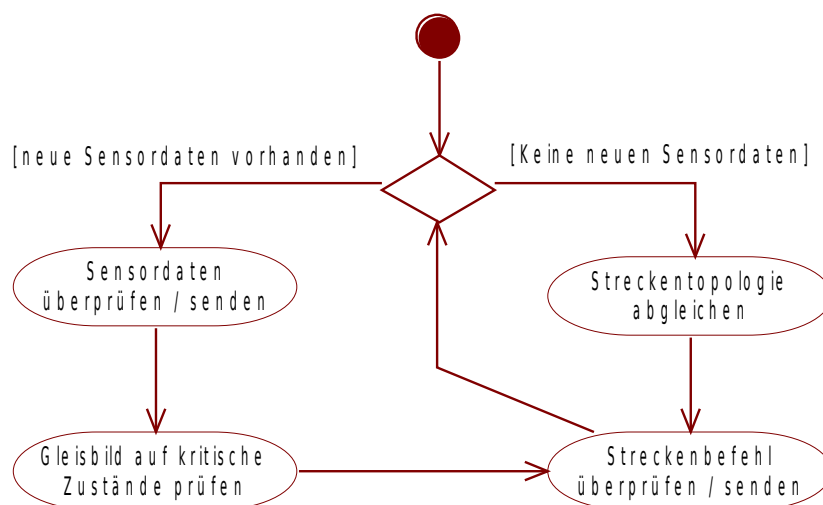 [neue Sensordaten vorhanden]
[Keine neuen Sensordaten]
Sensordaten
überprüfen / senden
Streckentopologie
abgleichen
Gleisbild auf kritische
Zustände prüfen
Streckenbefehl
überprüfen / senden